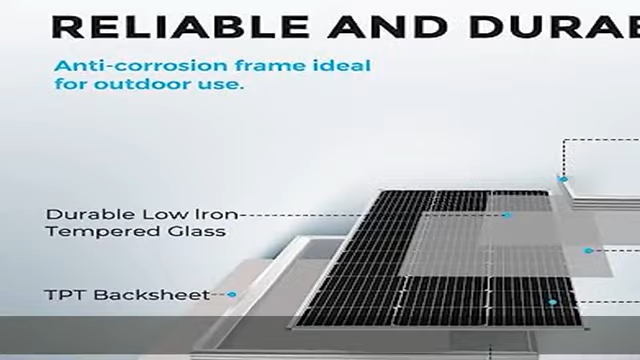 RELIABLE AND DURAB
Anti-corrosion frame ideal
for outdoor use.
Durable Low Iron
Tempered Glass
TPT Backsheet